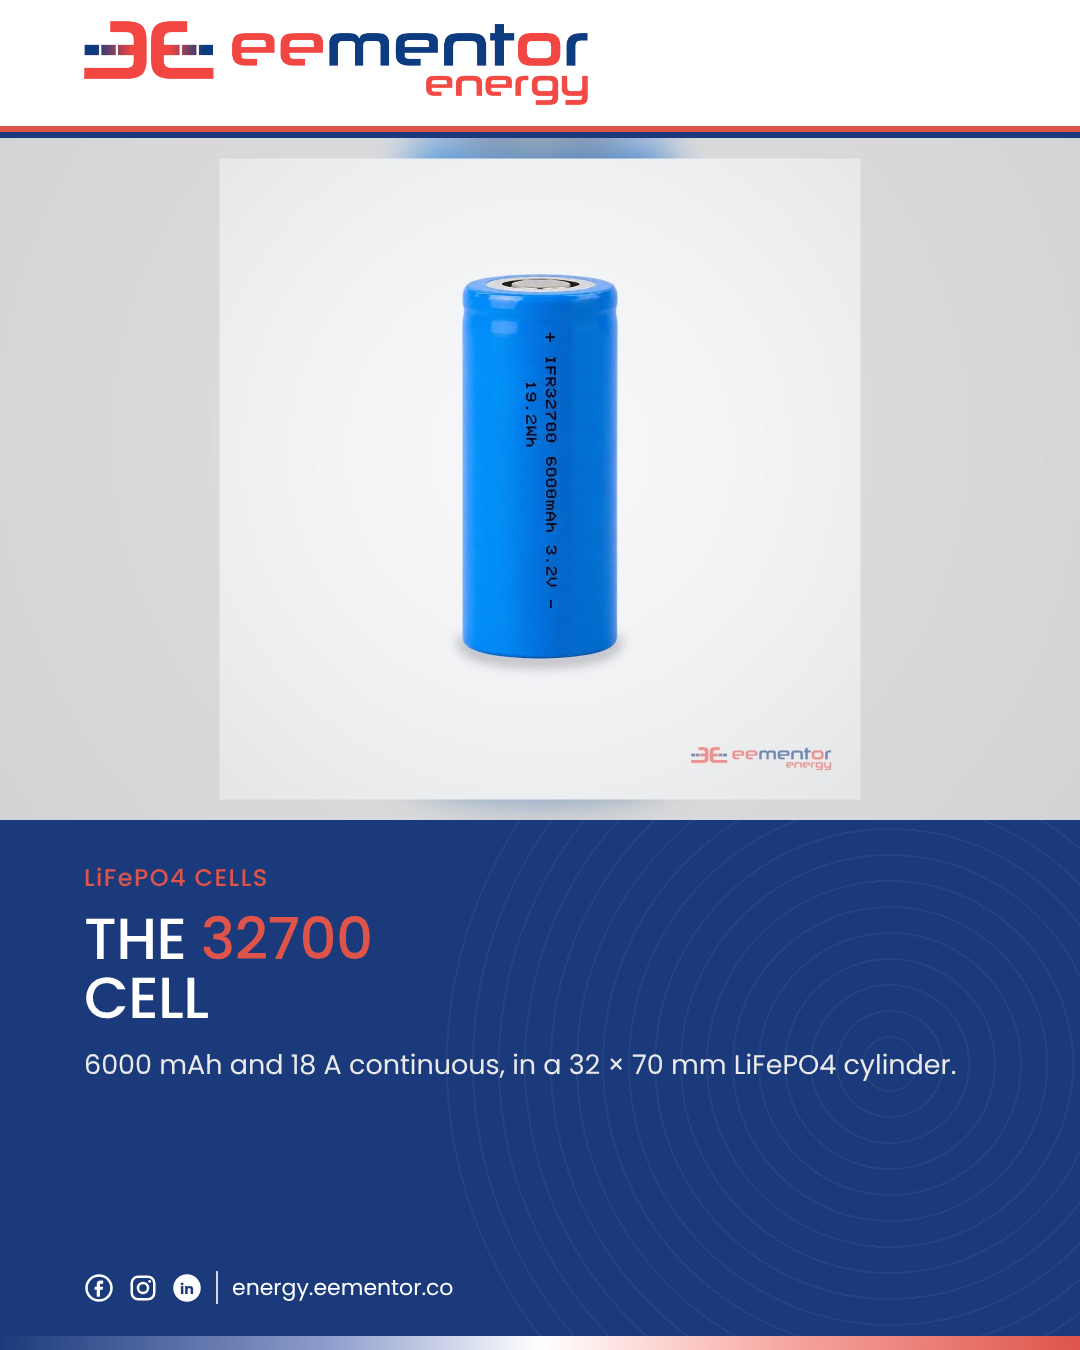 eementor
energy
+ IFR32700 6000mAh 3.2V -
19.2Wh
eementor
energy
LiFePO4 CELLS
THE 32700
CELL
6000 mAh and 18 A continuous, in a 32 × 70 mm LiFePO4 cylinder.
energy.eementor.co